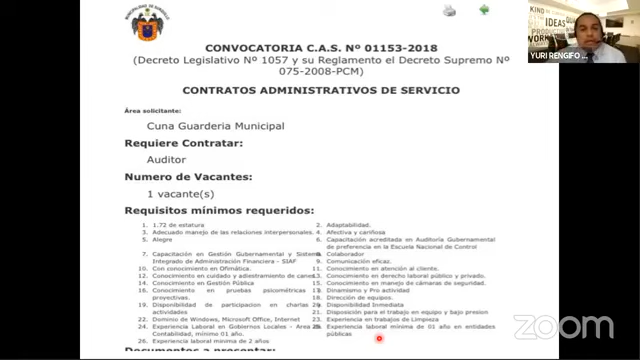 MUNICIPALIDAD DE SURQUILLO
KIND OF
IDEAS
WORKING
PRODUCT
YURI RENGIFO ...
CONVOCATORIA C.A.S. Nº 01153-2018
(Decreto Legislativo Nº 1057 y su Reglamento el Decreto Supremo Nº
075-2008-PCM)
CONTRATOS ADMINISTRATIVOS DE SERVICIO
Área solicitante:
Cuna Guarderia Municipal
Requiere Contratar:
Auditor
Numero de Vacantes:
1 vacante(s)
Requisitos mínimos requeridos:
1. 1.72 de estatura
2. Adaptabilidad.
3. Adecuado manejo de las relaciones interpersonales.
4. Afectiva y cariñosa
5. Alegre
6. Capacitación acreditada en Auditoría Gubernamental
de preferencia en la Escuela Nacional de Control
7. Capacitación en Gestión Gubernamental y Sistema
Integrado de Administración Financiera - SIAF
8. Colaborador
9. Comunicación eficaz.
10. Con conocimiento en Ofimática.
11. Conocimiento en atención al cliente.
12. Conocimiento en cuidado y adiestramiento de canes.
13. Conocimiento en derecho laboral público y privado.
14. Conocimiento en Gestión Pública
15. Conocimiento en manejo de cámaras de seguridad.
16. Conocimiento en pruebas psicométricas y
proyectivas.
17. Dinamismo y Pro actividad
18. Dirección de equipos.
19. Disponibilidad de participacion en charlas y
actividades
20. Disponibilidad Inmediata
21. Disposición para el trabajo en equipo y bajo presion
22. Dominio de Windows, Microsoft Office, Internet
23. Experiencia en trabajos de Limpieza
24. Experiencia Laboral en Gobiernos Locales - Area de
Contabilidad, mínimo 01 año.
25. Experiencia laboral mínima de 01 año en entidades
públicas
26. Experiencia laboral minima de 2 años
Documentos a presentar:
zoom